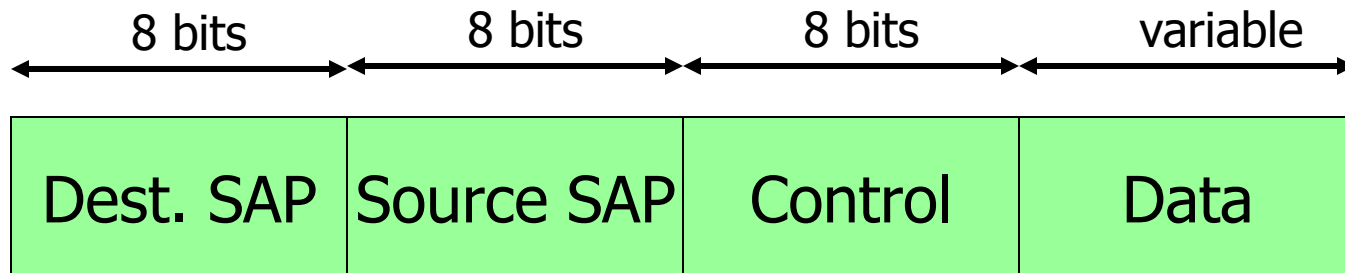 8 bits 8 bits 8 bits variable
Dest. SAP Source SAP Control Data